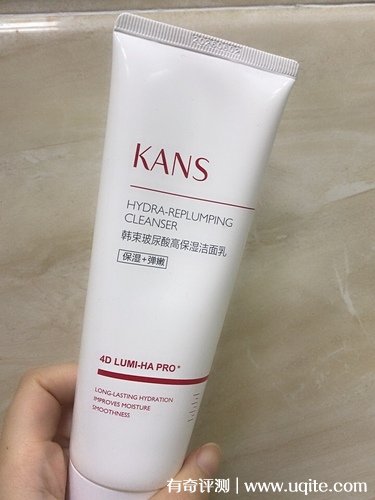 KANS
HYDRA-REPLUMPING
CLEANSER
韩束玻尿酸高保湿洁面乳
保湿+弹嫩
4D LUMI-HA PRO*
LONG-LASTING HYDRATION
IMPROVES MOISTURE
SMOOTHNESS
有奇评测 | www.uqite.com